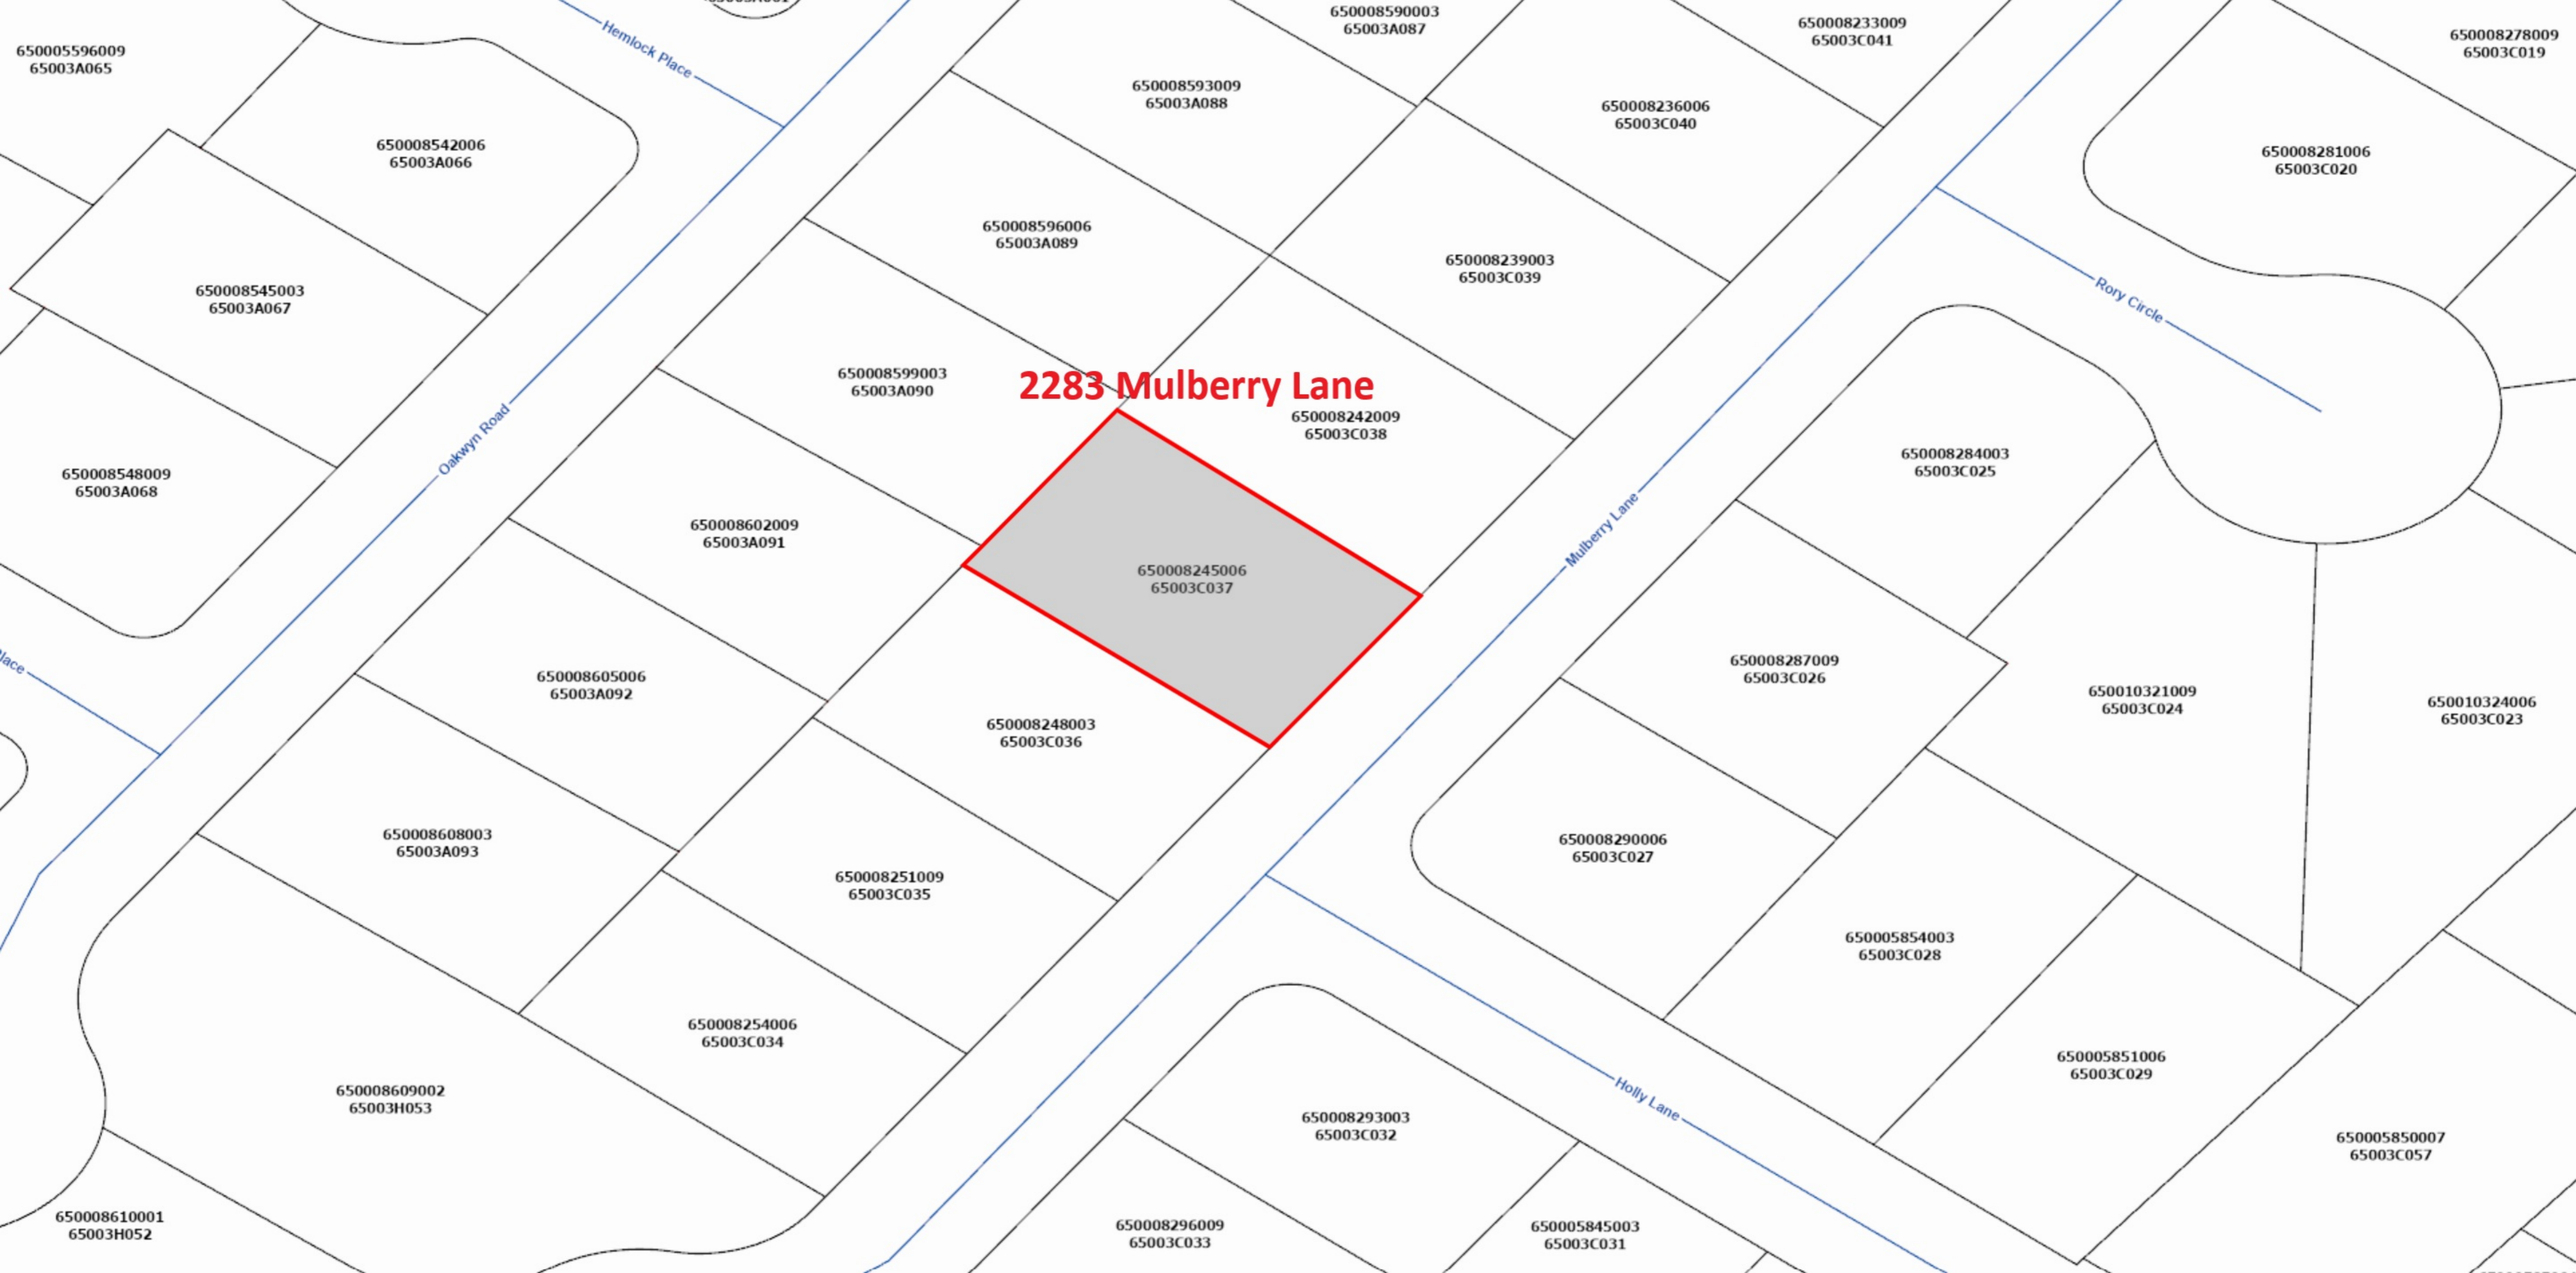 650008590003
65003A087
650008233009
65003C041
650008278009
65003C019
650005596009
65003A065
Hemlock Place
650008593009
65003A088
650008236006
65003C040
650008542006
65003A066
650008281006
65003C020
650008596006
65003A089
650008239003
65003C039
650008545003
65003A067
Rory Circle
650008599003
65003A090
2283 Mulberry Lane
650008242009
65003C038
Oakwyn Road
650008284003
65003C025
650008548009
65003A068
650008602009
65003A091
Mulberry Lane
650008245006
65003C037
650008605006
65003A092
650008287009
65003C026
650010321009
65003C024
650010324006
65003C023
650008248003
65003C036
650008608003
65003A093
650008290006
65003C027
650008251009
65003C035
650005854003
65003C028
650008254006
65003C034
650005851006
65003C029
650008609002
65003H053
Holly Lane
650008293003
65003C032
650005850007
65003C057
650008610001
65003H052
650008296009
65003C033
650005845003
65003C031